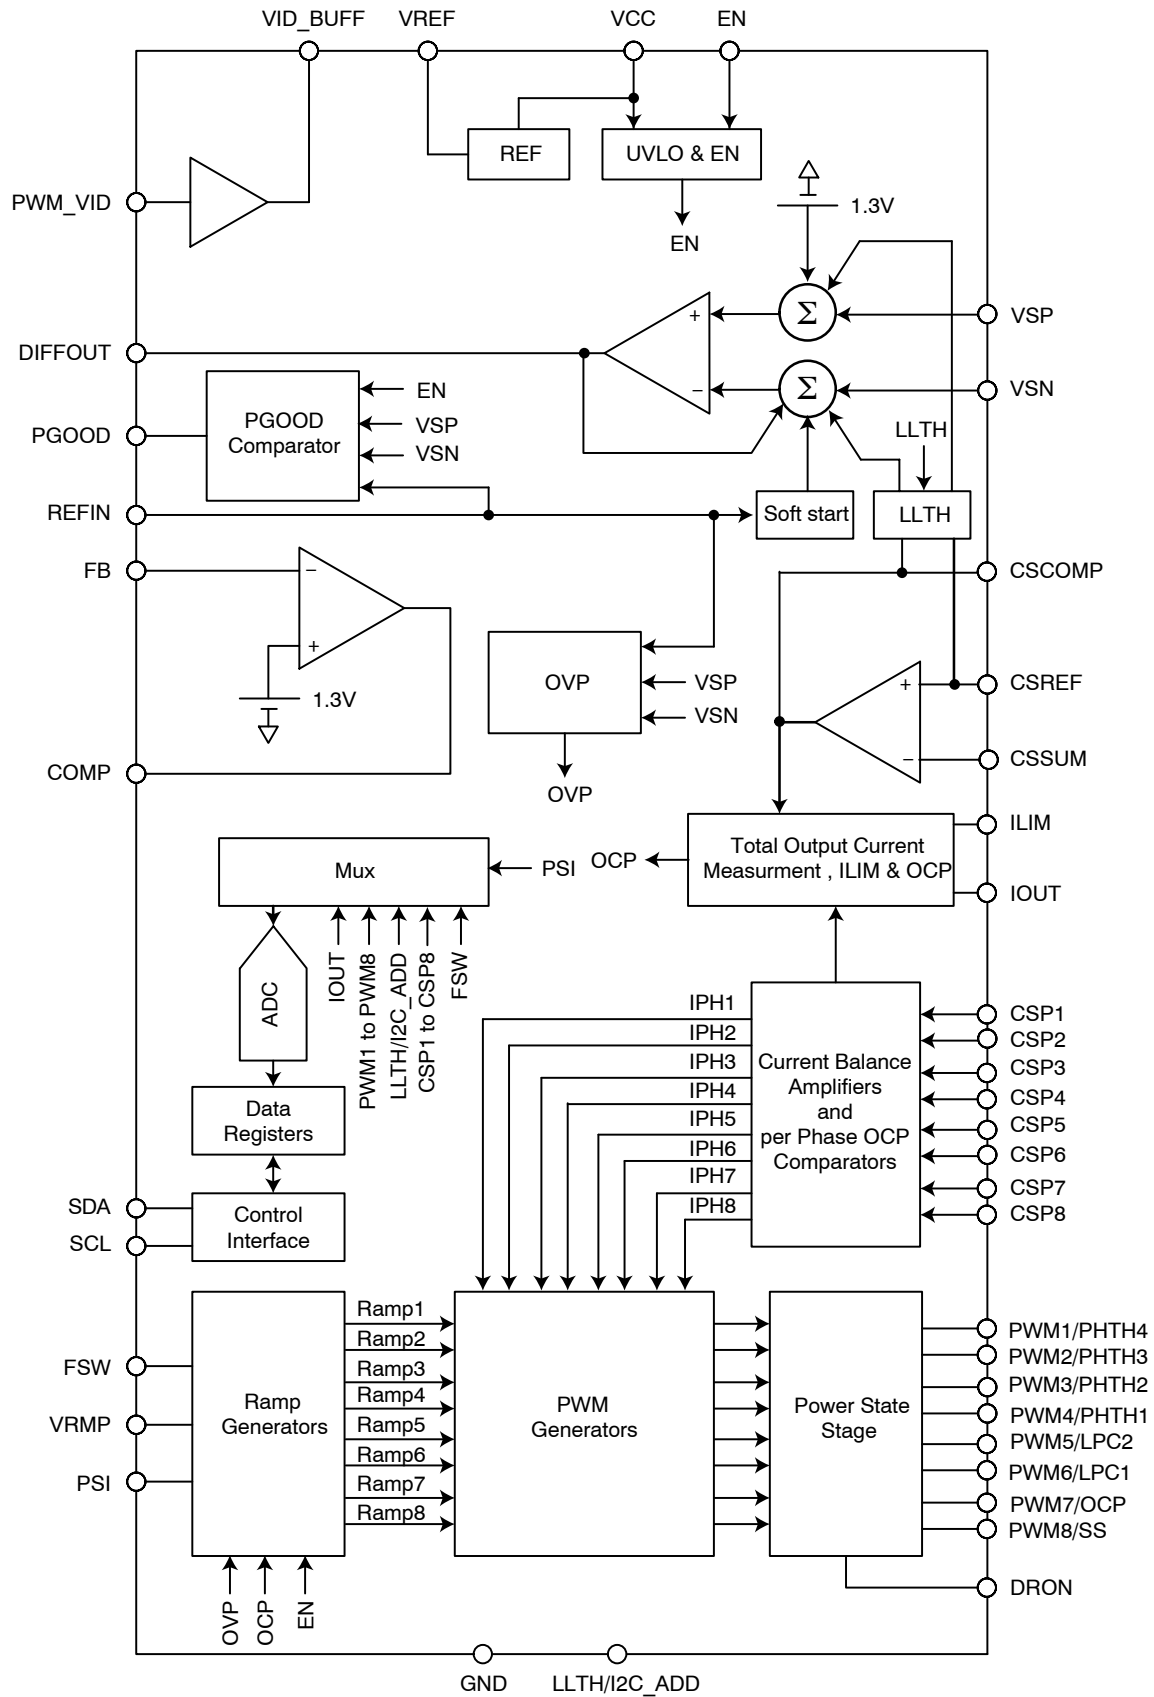 VID_BUFF
VREF
VCC
EN
REF
UVLO & EN
PWM_VID
1.3V
EN
+
Σ
VSP
DIFFOUT
−
Σ
VSN
EN
PGOOD
Comparator
VSP
VSN
PGOOD
LLTH
REFIN
Soft start
LLTH
FB
−
CSCOMP
+
1.3V
OVP
VSP
VSN
+
CSREF
COMP
OVP
−
CSSUM
ILIM
Mux
PSI
OCP
Total Output Current
Measurment , ILIM & OCP
IOUT
ADC
IOUT
PWM1 to PWM8
LLTH/I2C_ADD
CSP1 to CSP8
FSW
IPH1
IPH2
IPH3
IPH4
IPH5
IPH6
IPH7
IPH8
Current Balance
Amplifiers
and
per Phase OCP
Comparators
CSP1
CSP2
CSP3
CSP4
CSP5
CSP6
CSP7
CSP8
Data
Registers
SDA
SCL
Control
Interface
FSW
VRMP
PSI
Ramp
Generators
Ramp1
Ramp2
Ramp3
Ramp4
Ramp5
Ramp6
Ramp7
Ramp8
PWM
Generators
Power State
Stage
PWM1/PHTH4
PWM2/PHTH3
PWM3/PHTH2
PWM4/PHTH1
PWM5/LPC2
PWM6/LPC1
PWM7/OCP
PWM8/SS
DRON
OVP
OCP
EN
GND
LLTH/I2C_ADD